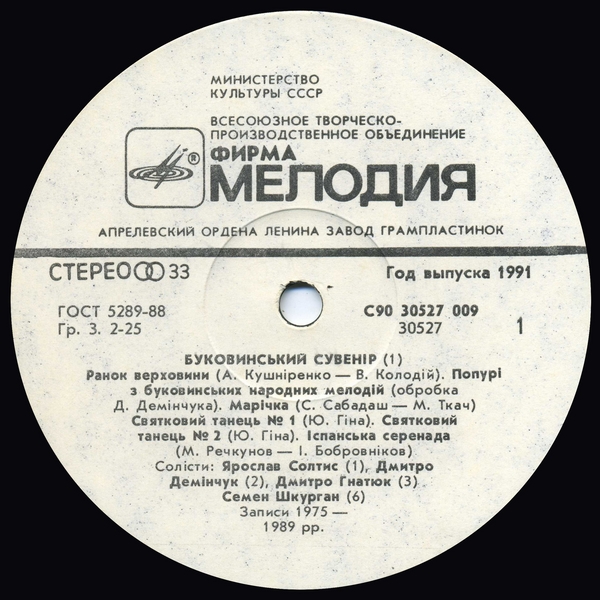 МИНИСТЕРСТВО
КУЛЬТУРЫ СССР
ВСЕСОЮЗНОЕ ТВОРЧЕСКО-
ПРОИЗВОДСТВЕННОЕ ОБЪЕДИНЕНИЕ
®
ФИРМА
МЕЛОДИЯ
АПРЕЛЕВСКИЙ ОРДЕНА ЛЕНИНА ЗАВОД ГРАМПЛАСТИНОК
СТЕРЕО 33
Год выпуска 1991
ГОСТ 5289-88
С90 30527 009
Гр. 3. 2-25
30527
1
БУКОВИНСЬКИЙ СУВЕНІР (1)
Ранок верховини (А. Кушніренко — В. Колодій). Попурі
з буковинських народних мелодій (обробка
Д. Демінчука). Марічка (С. Сабадаш — М. Ткач)
Святковий танець № 1 (Ю. Гіна). Святковий
танець № 2 (Ю. Гіна). Іспанська серенада
(М. Речкунов — І. Бобровніков)
Солісти: Ярослав Солтис (1), Дмитро
Демінчук (2), Дмитро Гнатюк (3)
Семен Шкурган (6)
Записи 1975 —
1989 рр.